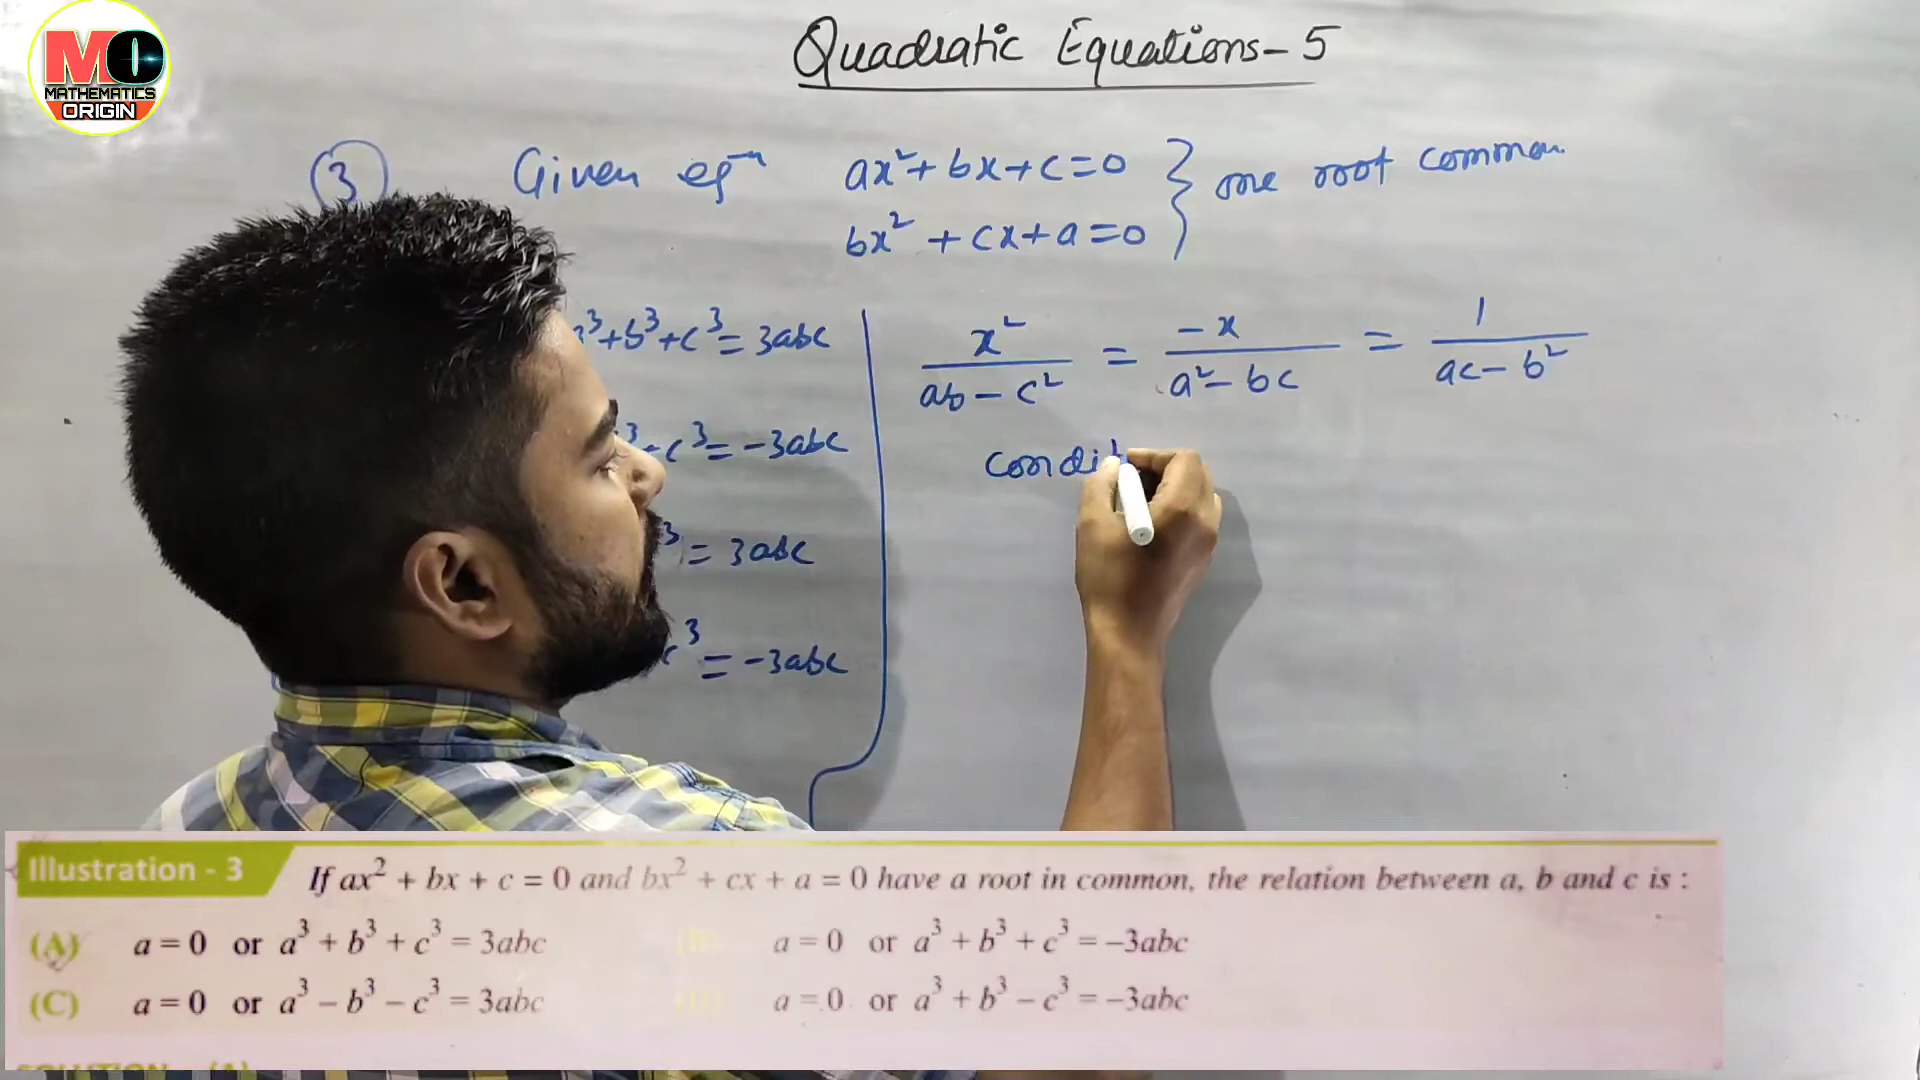 MO
MATHEMATICS
ORIGIN
Quadratic Equations-5
3 Given eqⁿ ax²+bx+c=0 } one root common
bx²+cx+a=0
³+b³+c³=3abc
x²/ab-c² = -x/a²-bc = 1/ac-b²
c³=-3abc
condit
³=3abc
c³=-3abc
Illustration - 3 If ax² + bx + c = 0 and bx² + cx + a = 0 have a root in common, the relation between a, b and c is :
(A) a = 0 or a³ + b³ + c³ = 3abc (B) a = 0 or a³ + b³ + c³ = –3abc
(C) a = 0 or a³ – b³ – c³ = 3abc (D) a = 0 or a³ + b³ – c³ = –3abc